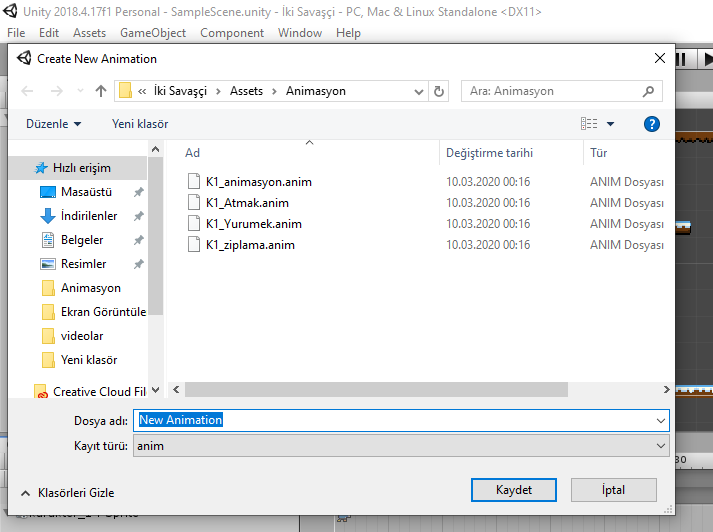 Unity 2018.4.17f1 Personal - SampleScene.unity - İki Savaşçi - PC, Mac & Linux Standalone <DX11>
File Edit Assets GameObject Component Window Help
Create New Animation
« İki Savaşçi › Assets › Animasyon
Ara: Animasyon
Düzenle Yeni klasör
Ad Değiştirme tarihi Tür
Hızlı erişim
Masaüstü
İndirilenler
Belgeler
Resimler
Animasyon
Ekran Görüntüle
videolar
Yeni klasör
Creative Cloud Fil
K1_animasyon.anim 10.03.2020 00:16 ANIM Dosyası
K1_Atmak.anim 10.03.2020 00:16 ANIM Dosyası
K1_Yurumek.anim 10.03.2020 00:16 ANIM Dosyası
K1_ziplama.anim 10.03.2020 00:16 ANIM Dosyası
Dosya adı: New Animation
Kayıt türü: anim
Klasörleri Gizle
Kaydet İptal